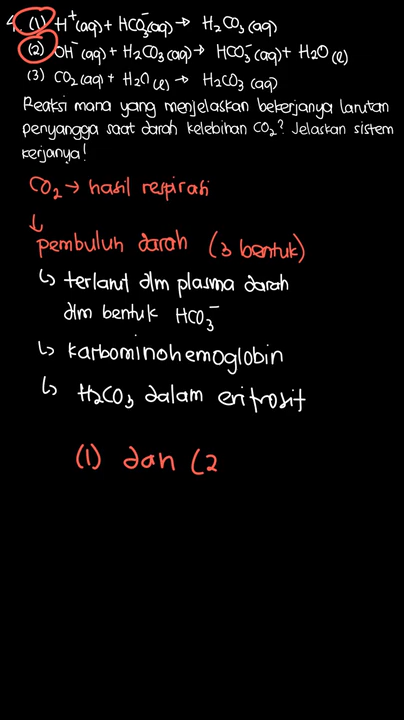 4. (1) H⁺(aq) + HCO₃⁻(aq) → H₂CO₃(aq)
(2) OH⁻(aq) + H₂CO₃(aq) → HCO₃⁻(aq) + H₂O(l)
(3) CO₂(aq) + H₂O(l) → H₂CO₃(aq)
Reaksi mana yang menjelaskan bekerjanya larutan
penyangga saat darah kelebihan CO₂? Jelaskan sistem
kerjanya!
CO₂ → hasil respirasi
↓
pembuluh darah (3 bentuk)
↳ terlarut dlm plasma darah
dlm bentuk HCO₃⁻
↳ karbominohemoglobin
↳ H₂CO₃ dalam eritrosit
(1) dan (2